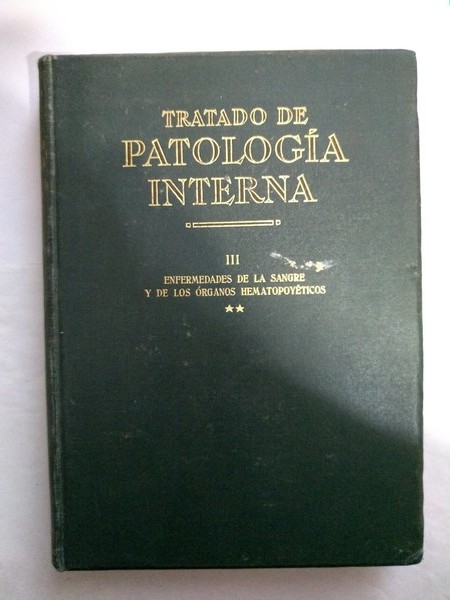 TRATADO DE
PATOLOGÍA
INTERNA
III
ENFERMEDADES DE LA SANGRE
Y DE LOS ÓRGANOS HEMATOPOYÉTICOS
★★